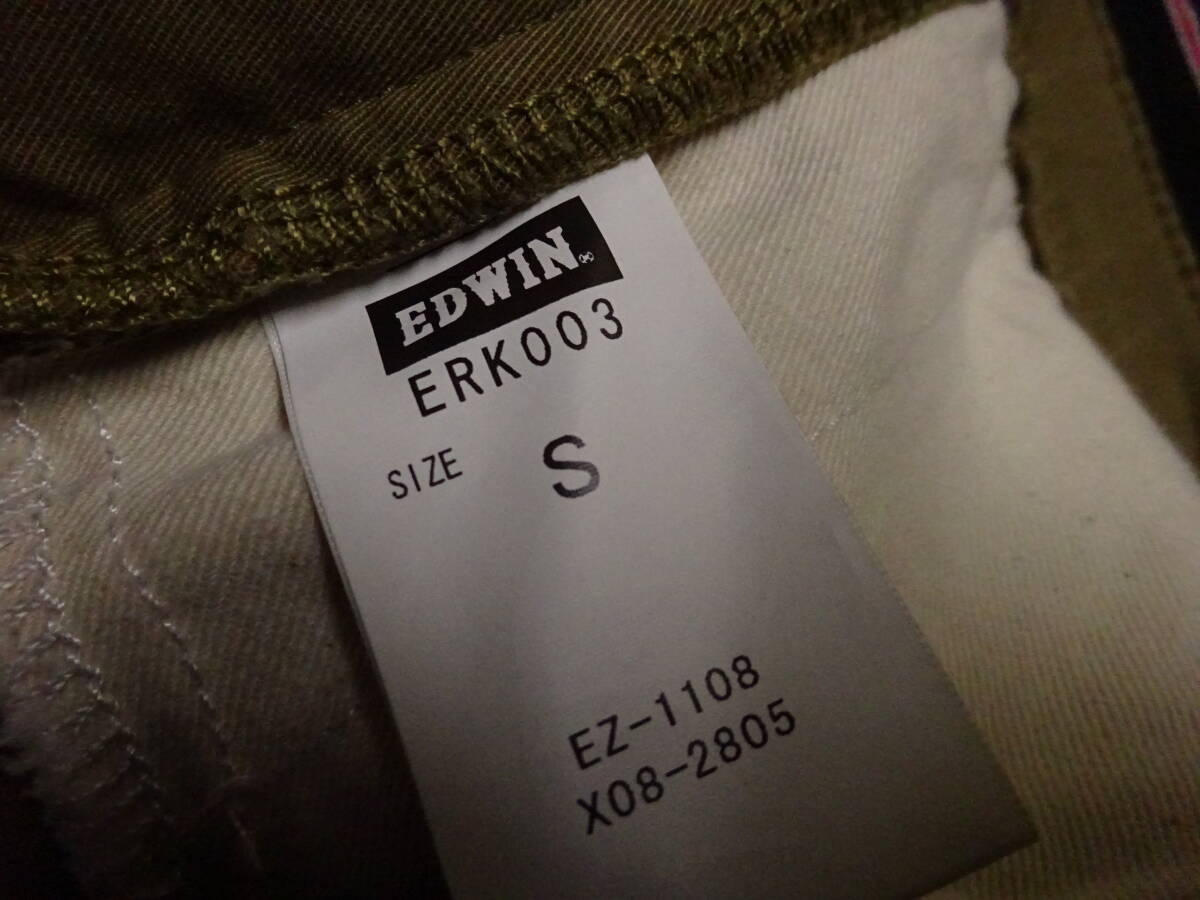 EDWIN
ERK003
SIZE S
EZ-1108
X08-2805